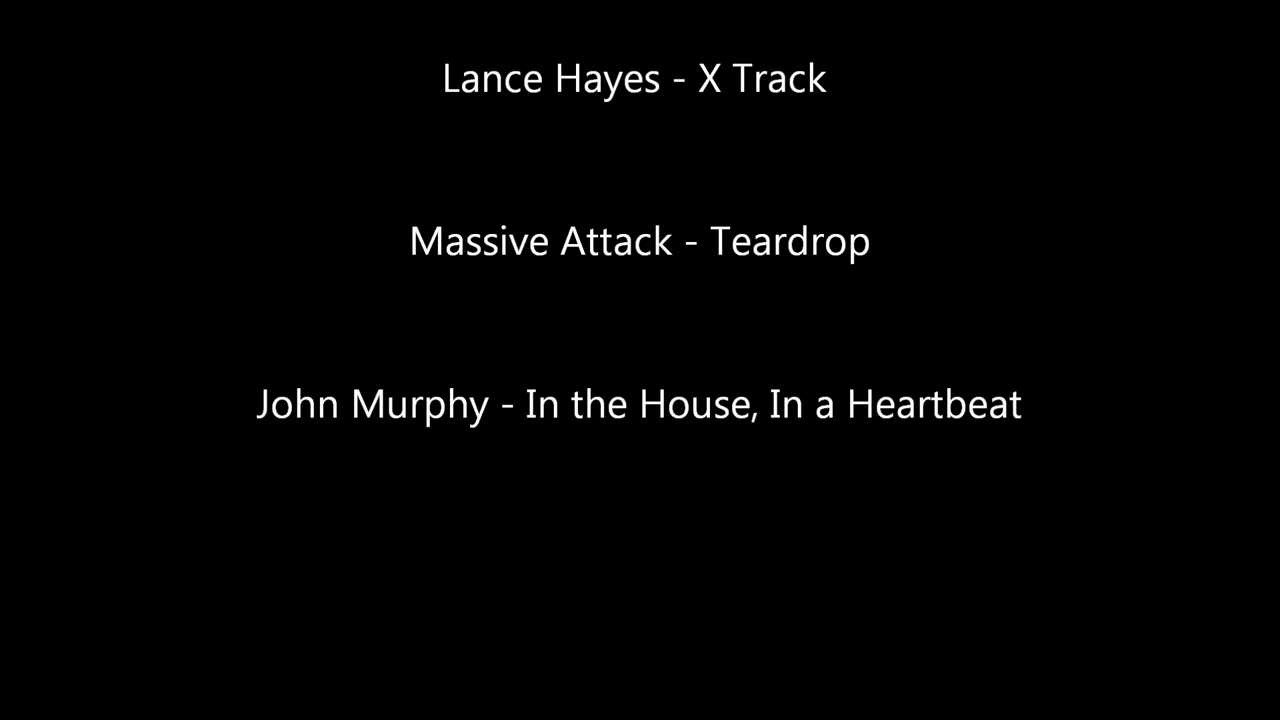 Lance Hayes - X Track
Massive Attack - Teardrop
John Murphy - In the House, In a Heartbeat